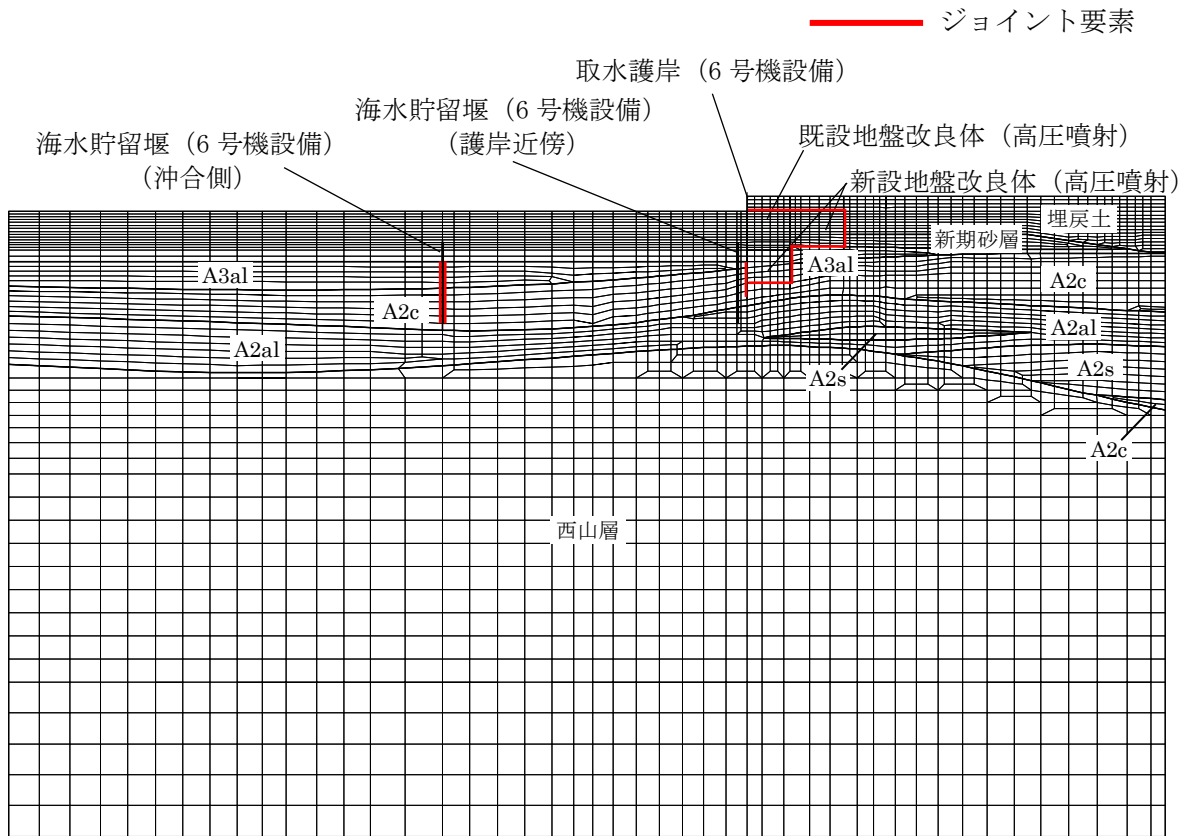 ジョイント要素
取水護岸（6 号機設備）
海水貯留堰（6 号機設備）
（護岸近傍）
海水貯留堰（6 号機設備）
（沖合側）
既設地盤改良体（高圧噴射）
新設地盤改良体（高圧噴射）
埋戻土
新期砂層
A3al
A3al
A2c
A2c
A2al
A2al
A2s
A2s
A2c
西山層